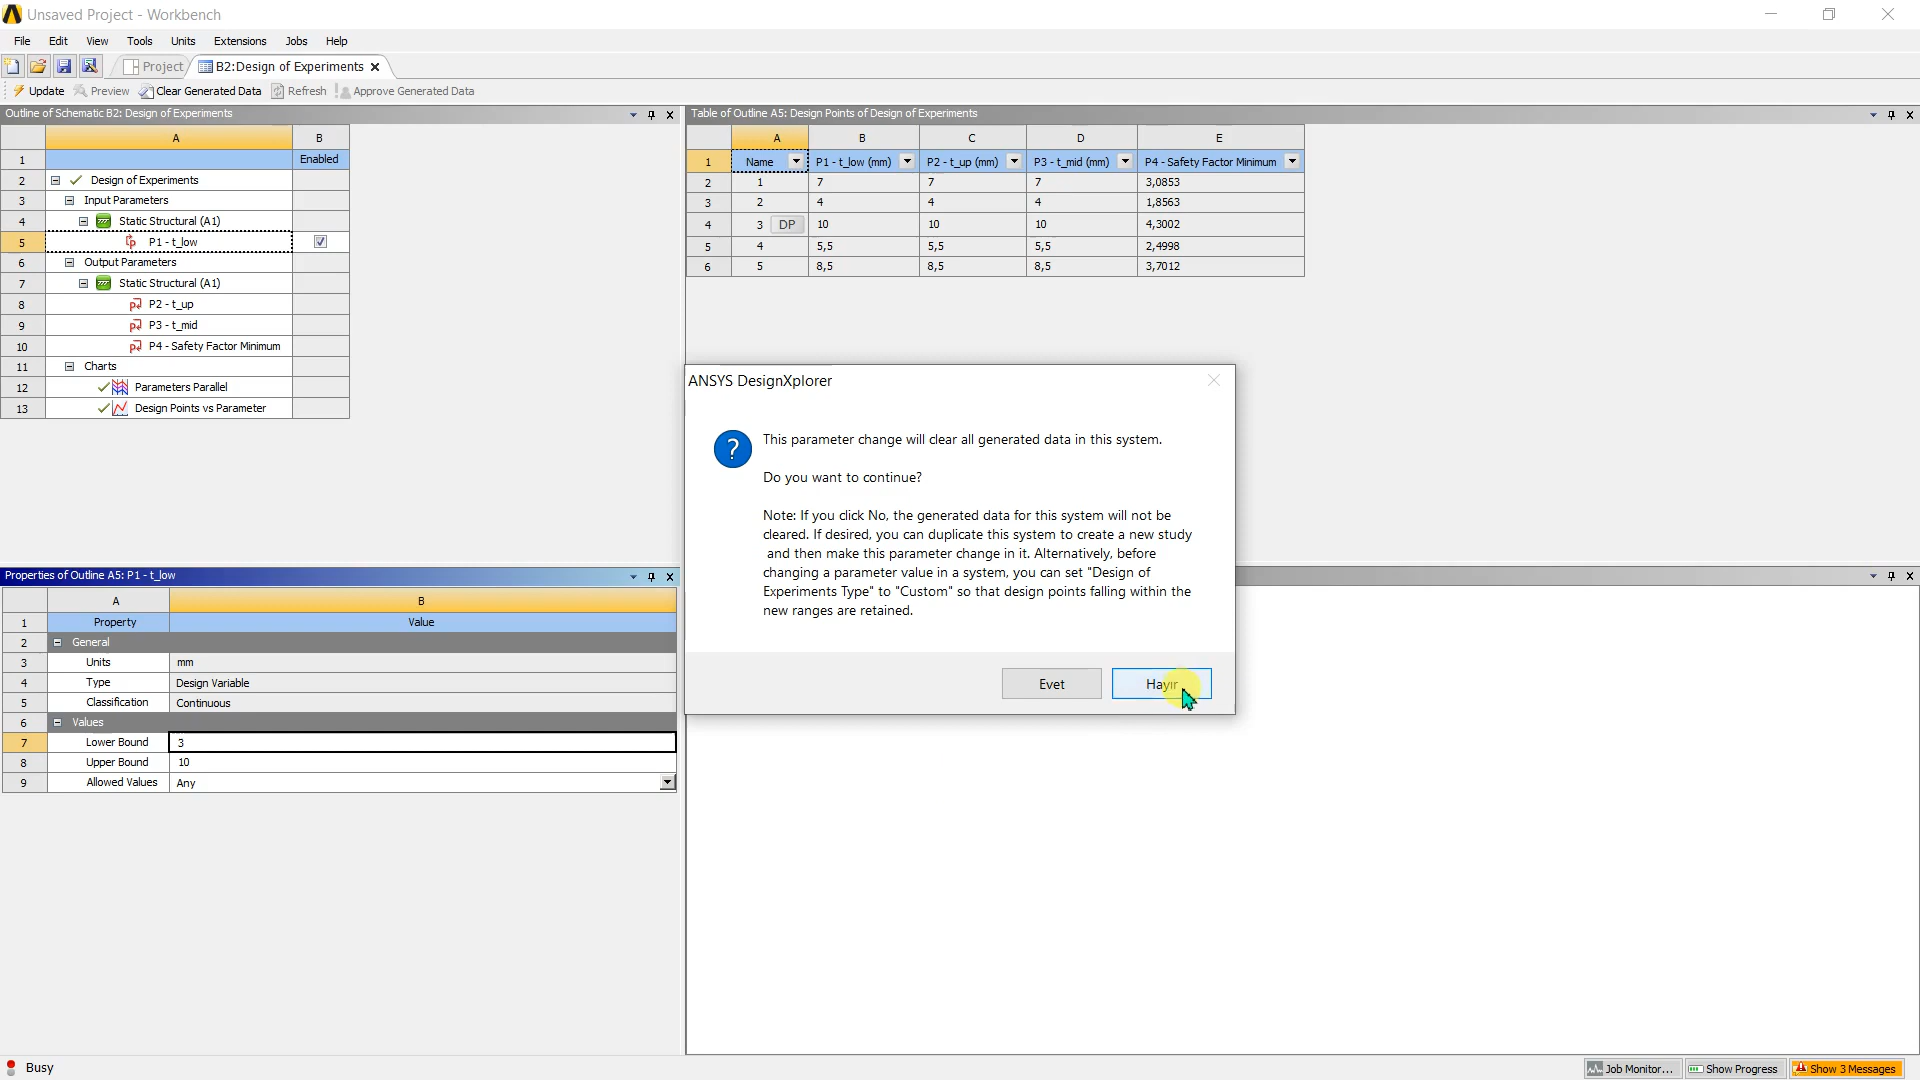 Unsaved Project - Workbench
File Edit View Tools Units Extensions Jobs Help
Project B2:Design of Experiments
Update Preview Clear Generated Data Refresh Approve Generated Data
Outline of Schematic B2: Design of Experiments
A B
1 Enabled
2 Design of Experiments
3 Input Parameters
4 Static Structural (A1)
5 P1 - t_low
6 Output Parameters
7 Static Structural (A1)
8 P2 - t_up
9 P3 - t_mid
10 P4 - Safety Factor Minimum
11 Charts
12 Parameters Parallel
13 Design Points vs Parameter
Table of Outline A5: Design Points of Design of Experiments
A B C D E
1 Name P1 - t_low (mm) P2 - t_up (mm) P3 - t_mid (mm) P4 - Safety Factor Minimum
2 1 7 7 7 3,0853
3 2 4 4 4 1,8563
4 3 DP 10 10 10 4,3002
5 4 5,5 5,5 5,5 2,4998
6 5 8,5 8,5 8,5 3,7012
ANSYS DesignXplorer
This parameter change will clear all generated data in this system.
Do you want to continue?
Note: If you click No, the generated data for this system will not be
cleared. If desired, you can duplicate this system to create a new study
and then make this parameter change in it. Alternatively, before
changing a parameter value in a system, you can set "Design of
Experiments Type" to "Custom" so that design points falling within the
new ranges are retained.
Evet Hayır
Properties of Outline A5: P1 - t_low
A B
1 Property Value
2 General
3 Units mm
4 Type Design Variable
5 Classification Continuous
6 Values
7 Lower Bound 3
8 Upper Bound 10
9 Allowed Values Any
Busy
Job Monitor... Show Progress Show 3 Messages